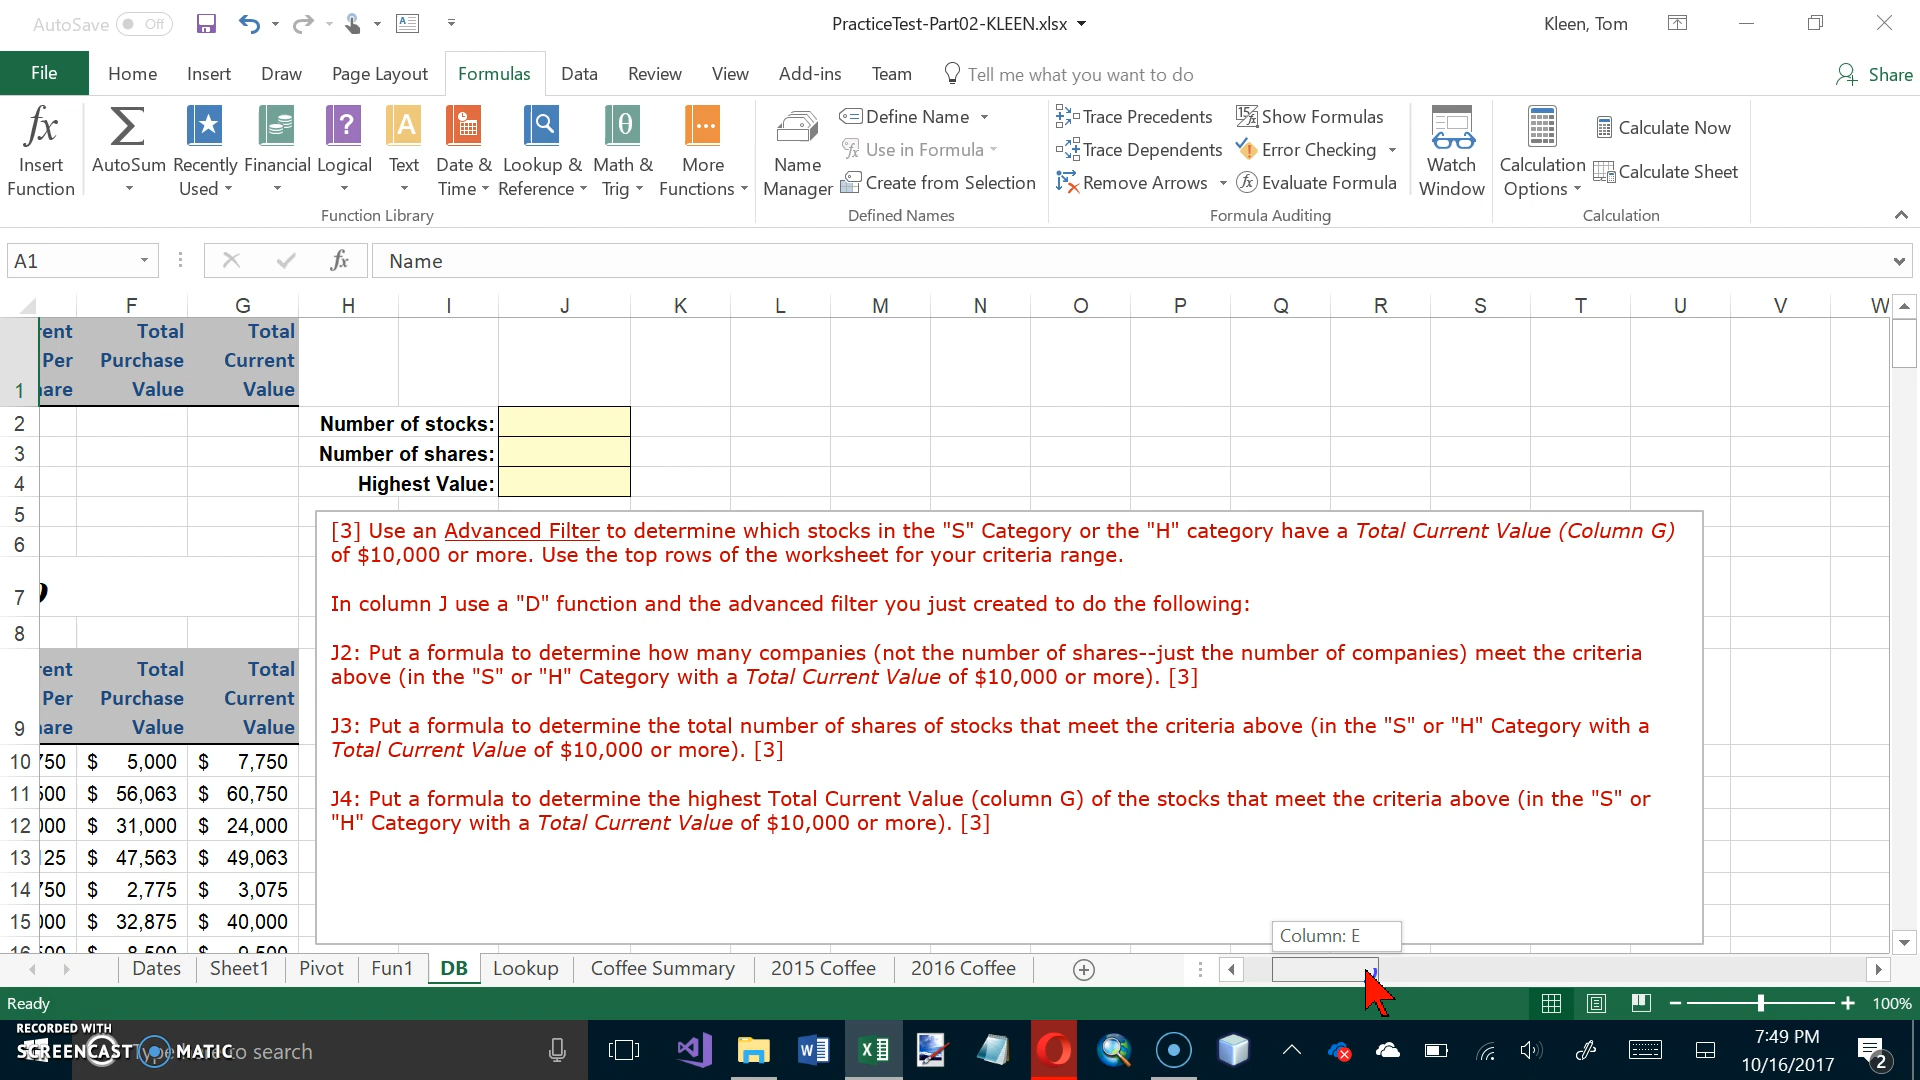 AutoSave Off
PracticeTest-Part02-KLEEN.xlsx
Kleen, Tom
File Home Insert Draw Page Layout Formulas Data Review View Add-ins Team Tell me what you want to do Share
Insert Function
AutoSum
Recently Used
Financial
Logical
Text
Date & Time
Lookup & Reference
Math & Trig
More Functions
Function Library
Name Manager
Define Name
Use in Formula
Create from Selection
Defined Names
Trace Precedents
Trace Dependents
Remove Arrows
Show Formulas
Error Checking
Evaluate Formula
Formula Auditing
Watch Window
Calculation Options
Calculate Now
Calculate Sheet
Calculation
A1 fx Name
F G H I J K L M N O P Q R S T U V W
rent Total Total
Per Purchase Current
1 Value Value
2 Number of stocks:
3 Number of shares:
4 Highest Value:
5
6
7
8
[3] Use an Advanced Filter to determine which stocks in the "S" Category or the "H" category have a Total Current Value (Column G)
of $10,000 or more. Use the top rows of the worksheet for your criteria range.
In column J use a "D" function and the advanced filter you just created to do the following:
J2: Put a formula to determine how many companies (not the number of shares--just the number of companies) meet the criteria
above (in the "S" or "H" Category with a Total Current Value of $10,000 or more). [3]
J3: Put a formula to determine the total number of shares of stocks that meet the criteria above (in the "S" or "H" Category with a
Total Current Value of $10,000 or more). [3]
J4: Put a formula to determine the highest Total Current Value (column G) of the stocks that meet the criteria above (in the "S" or
"H" Category with a Total Current Value of $10,000 or more). [3]
rent Total Total
Per Purchase Current
9 Value Value
10 750 $ 5,000 $ 7,750
11 500 $ 56,063 $ 60,750
12 000 $ 31,000 $ 24,000
13 125 $ 47,563 $ 49,063
14 750 $ 2,775 $ 3,075
15 000 $ 32,875 $ 40,000
Column: E
Dates Sheet1 Pivot Fun1 DB Lookup Coffee Summary 2015 Coffee 2016 Coffee
Ready
100%
RECORDED WITH
SCREENCAST MATIC
Type here to search
7:49 PM
10/16/2017
2